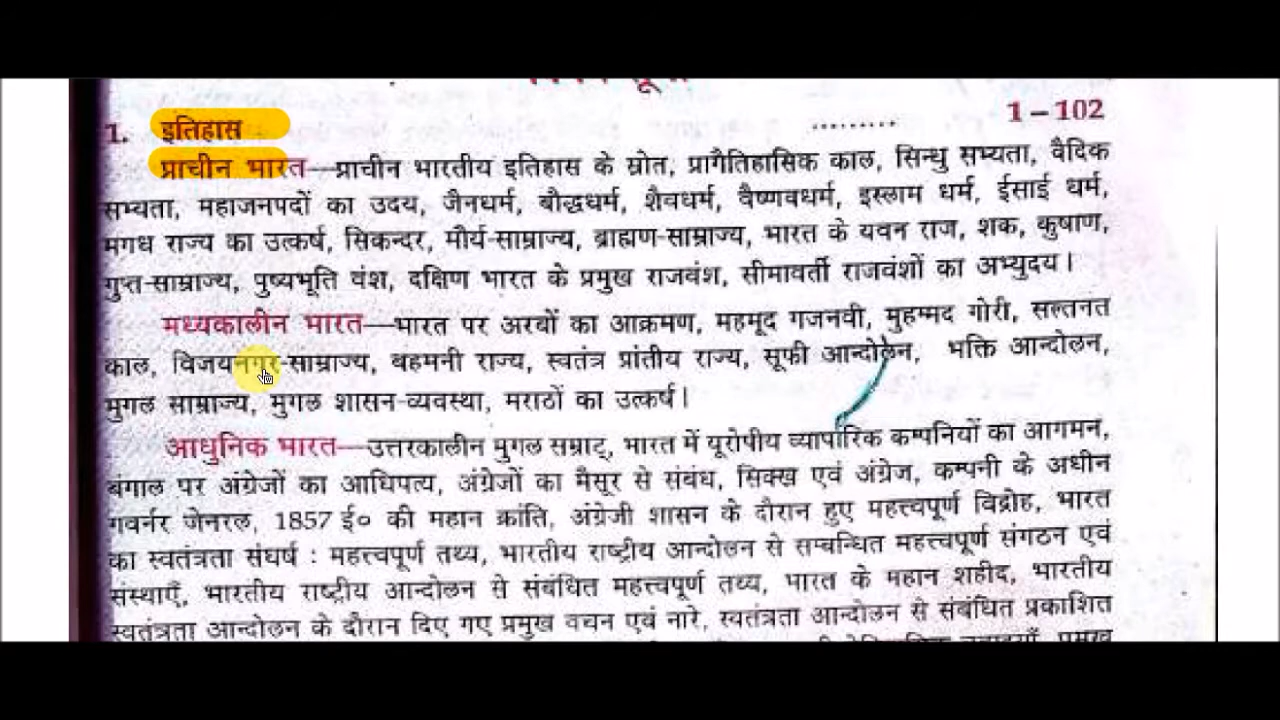 1. इतिहास ......... 1–102
प्राचीन भारत—प्राचीन भारतीय इतिहास के स्रोत, प्रागैतिहासिक काल, सिन्धु सभ्यता, वैदिक
सभ्यता, महाजनपदों का उदय, जैनधर्म, बौद्धधर्म, शैवधर्म, वैष्णवधर्म, इस्लाम धर्म, ईसाई धर्म,
मगध राज्य का उत्कर्ष, सिकन्दर, मौर्य-साम्राज्य, ब्राह्मण-साम्राज्य, भारत के यवन राज, शक, कुषाण,
गुप्त-साम्राज्य, पुष्यभूति वंश, दक्षिण भारत के प्रमुख राजवंश, सीमावर्ती राजवंशों का अभ्युदय।
मध्यकालीन भारत—भारत पर अरबों का आक्रमण, महमूद गजनवी, मुहम्मद गोरी, सल्तनत
काल, विजयनगर-साम्राज्य, बहमनी राज्य, स्वतंत्र प्रांतीय राज्य, सूफी आन्दोलन, भक्ति आन्दोलन,
मुगल साम्राज्य, मुगल शासन-व्यवस्था, मराठों का उत्कर्ष।
आधुनिक भारत—उत्तरकालीन मुगल सम्राट्, भारत में यूरोपीय व्यापारिक कम्पनियों का आगमन,
बंगाल पर अंग्रेजों का आधिपत्य, अंग्रेजों का मैसूर से संबंध, सिक्ख एवं अंग्रेज, कम्पनी के अधीन
गवर्नर जेनरल, 1857 ई० की महान क्रांति, अंग्रेजी शासन के दौरान हुए महत्त्वपूर्ण विद्रोह, भारत
का स्वतंत्रता संघर्ष : महत्त्वपूर्ण तथ्य, भारतीय राष्ट्रीय आन्दोलन से सम्बन्धित महत्त्वपूर्ण संगठन एवं
संस्थाएँ, भारतीय राष्ट्रीय आन्दोलन से संबंधित महत्त्वपूर्ण तथ्य, भारत के महान शहीद, भारतीय
स्वतंत्रता आन्दोलन के दौरान दिए गए प्रमुख वचन एवं नारे, स्वतंत्रता आन्दोलन से संबंधित प्रकाशित